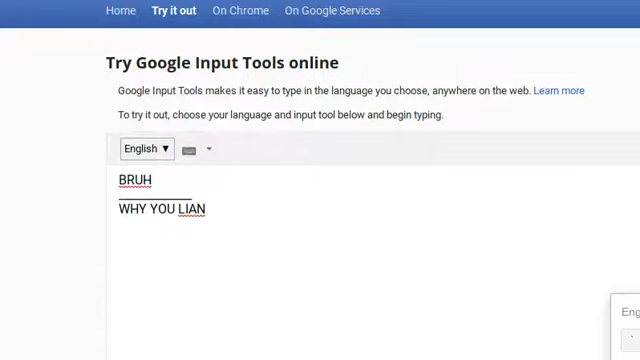 Home Try it out On Chrome On Google Services
Try Google Input Tools online
Google Input Tools makes it easy to type in the language you choose, anywhere on the web. Learn more
To try it out, choose your language and input tool below and begin typing.
English ▼
BRUH
___________
WHY YOU LIAN
Eng
`